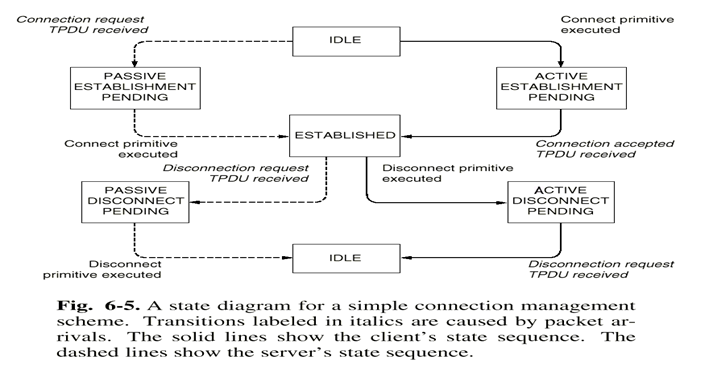 Connection request
TPDU received
IDLE
Connect primitive
executed
PASSIVE
ESTABLISHMENT
PENDING
ACTIVE
ESTABLISHMENT
PENDING
ESTABLISHED
Connect primitive
executed
Connection accepted
TPDU received
Disconnection request
TPDU received
Disconnect primitive
executed
PASSIVE
DISCONNECT
PENDING
ACTIVE
DISCONNECT
PENDING
Disconnect
primitive executed
IDLE
Disconnection request
TPDU received
Fig. 6-5. A state diagram for a simple connection management
scheme. Transitions labeled in italics are caused by packet ar-
rivals. The solid lines show the client's state sequence. The
dashed lines show the server's state sequence.